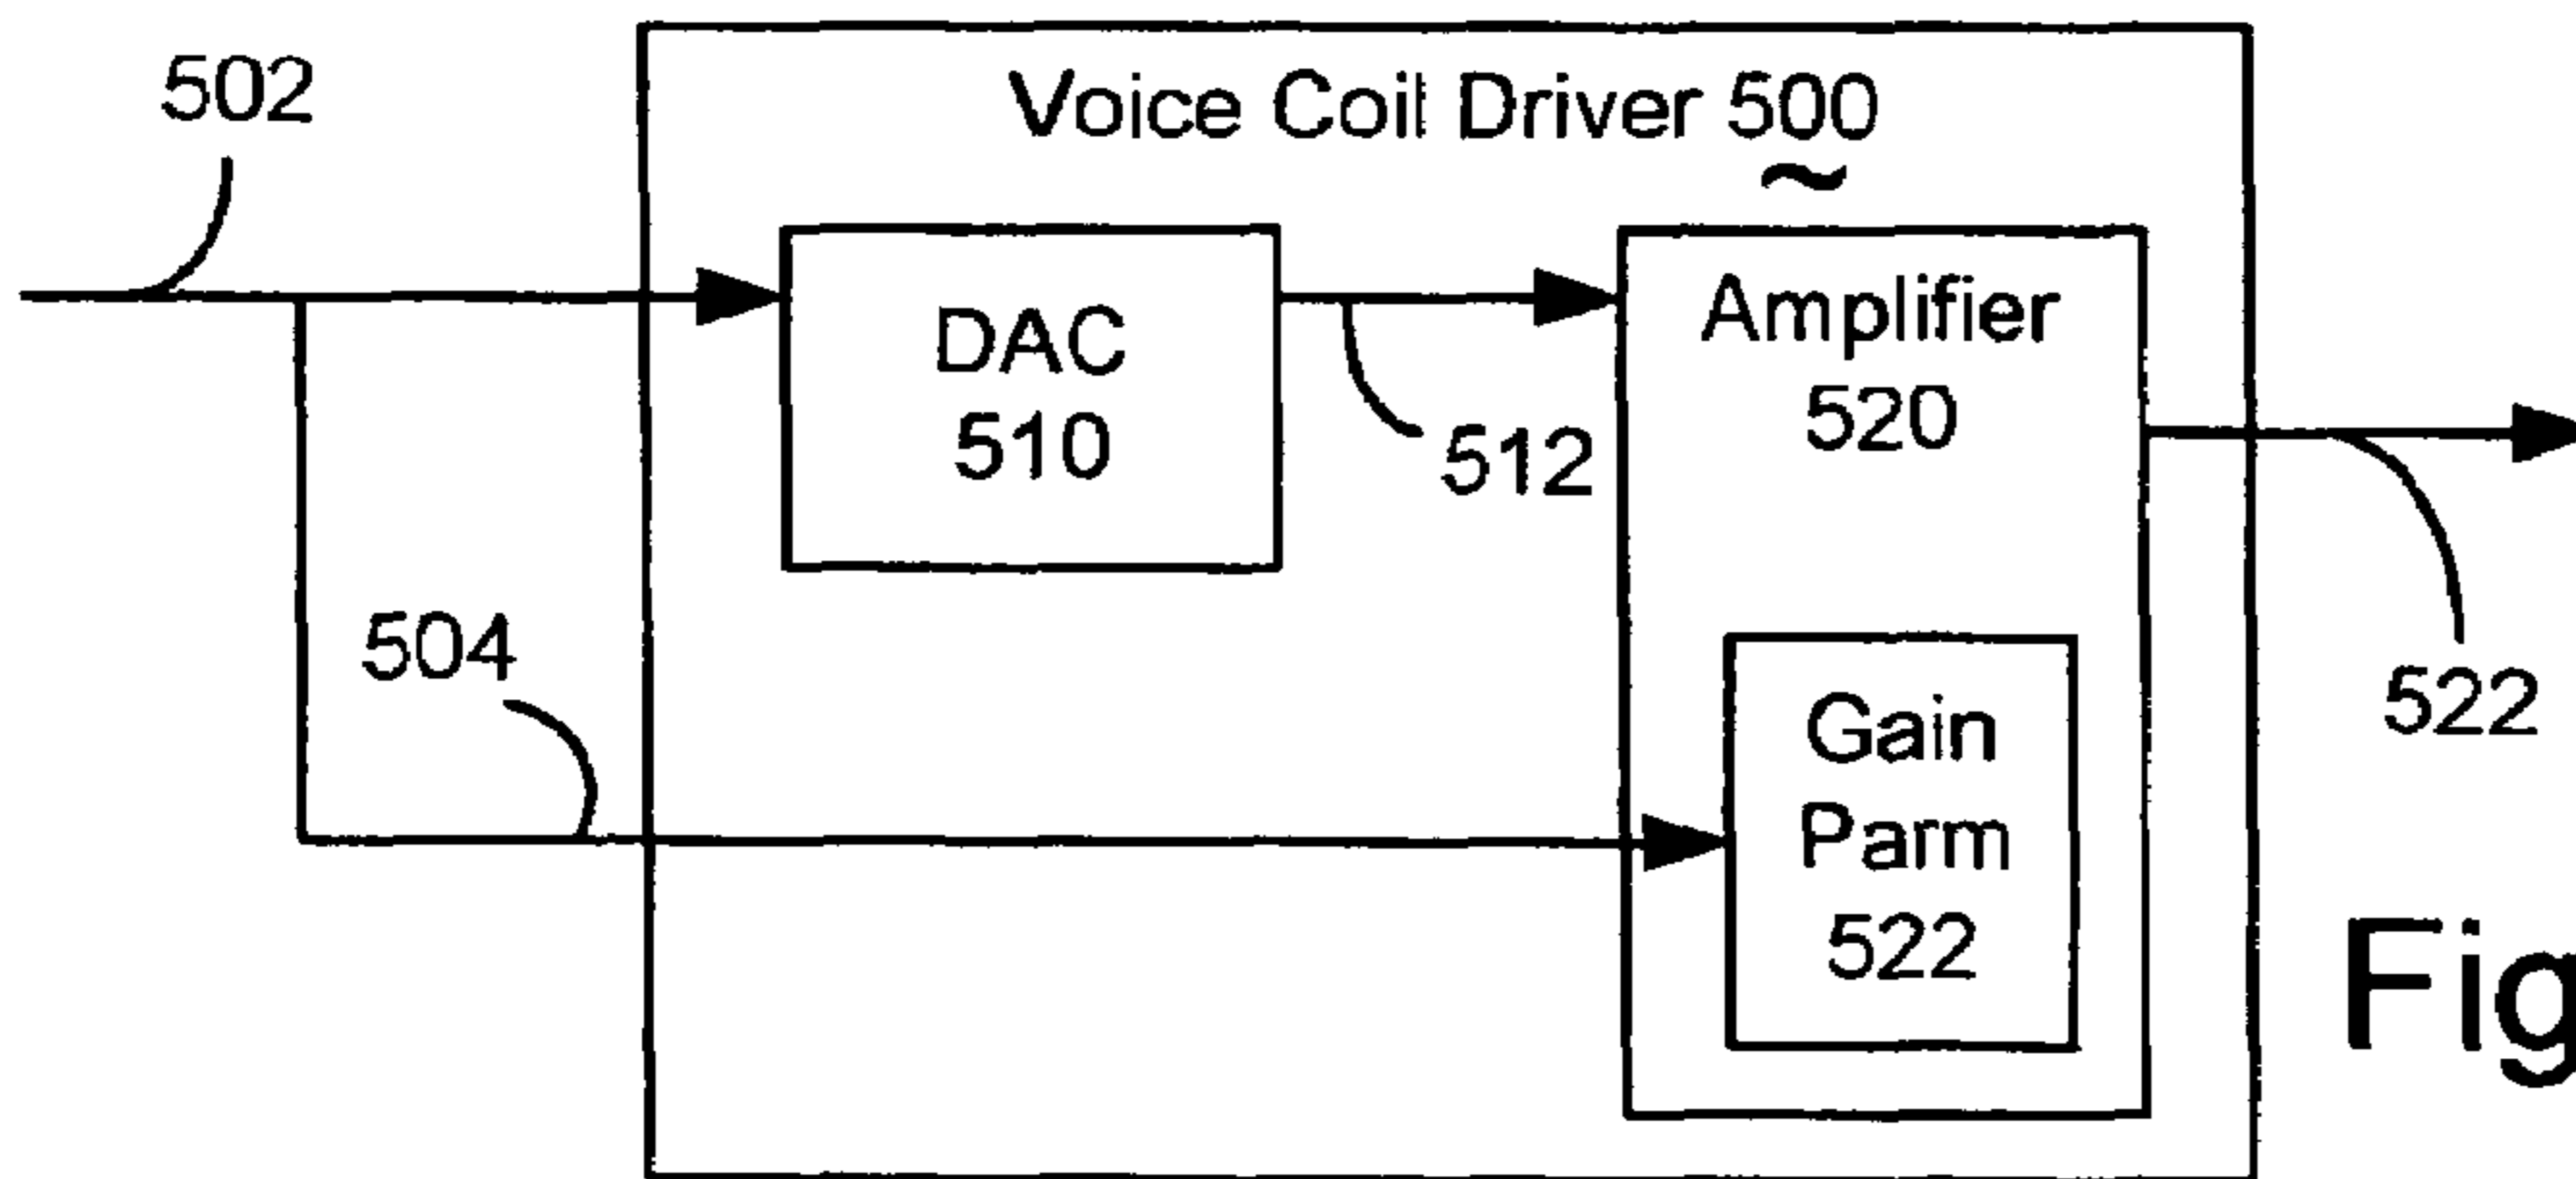 502
Voice Coil Driver 500
~
DAC
510
512
Amplifier
520
522
504
Gain
Parm
522
Fig